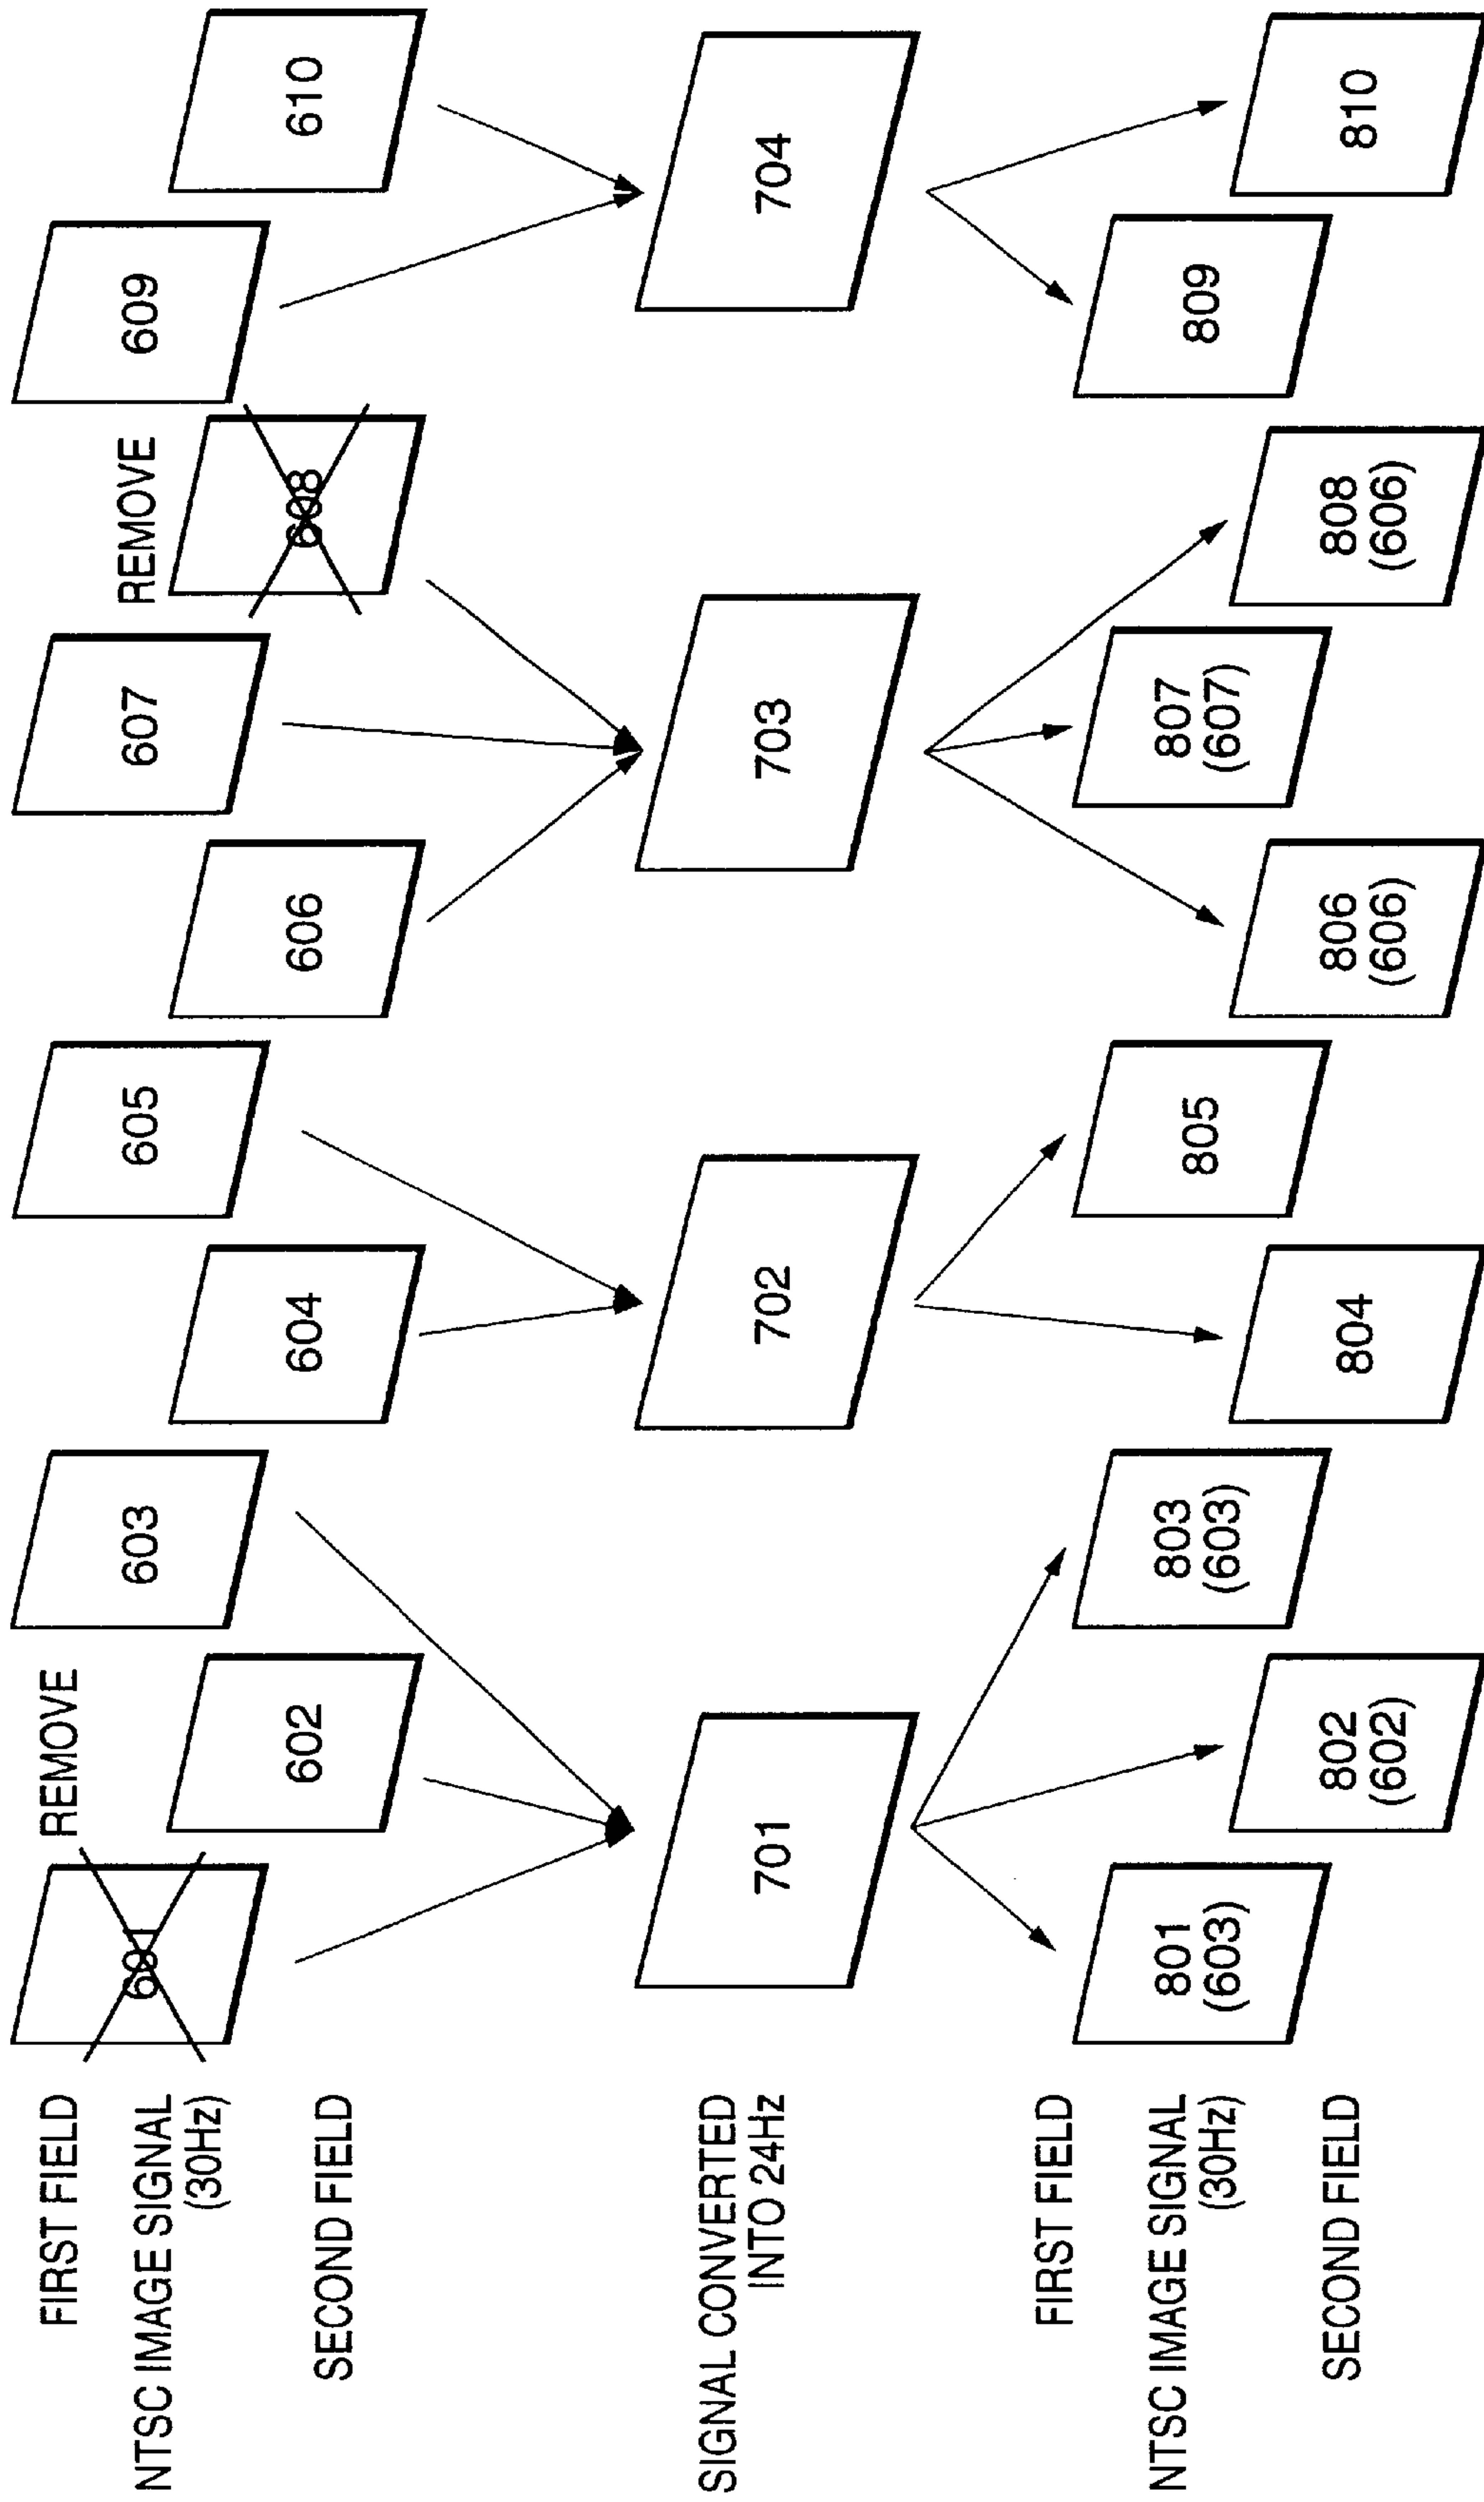 FIRST FIELD
NTSC IMAGE SIGNAL
(30Hz)
SECOND FIELD
REMOVE
603
605
607
REMOVE
609
602
604
606
610
SIGNAL CONVERTED
INTO 24Hz
701
702
703
704
FIRST FIELD
NTSC IMAGE SIGNAL
(30Hz)
SECOND FIELD
801
(603)
803
(603)
805
807
(607)
809
802
(602)
804
806
(606)
808
(606)
810